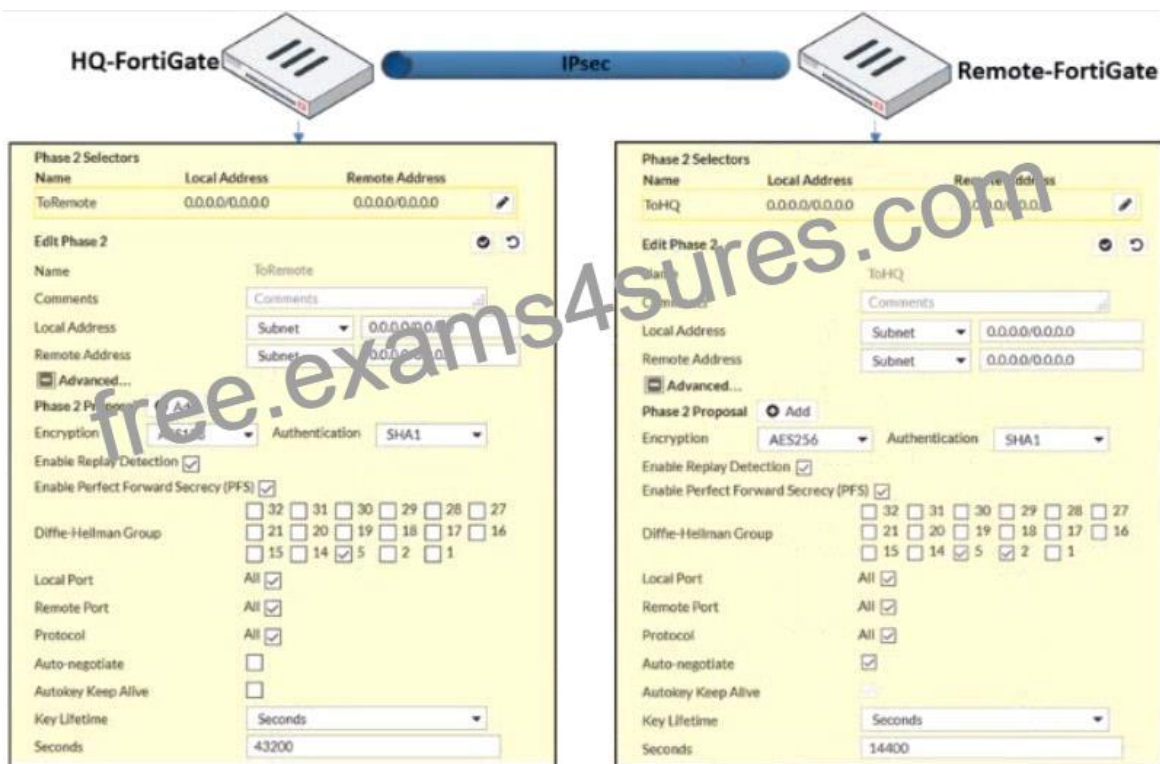 HQ-FortiGate
IPsec
Remote-FortiGate
Phase 2 Selectors
Name Local Address Remote Address
ToRemote 0.0.0.0/0.0.0.0 0.0.0.0/0.0.0.0
Edit Phase 2
Name ToRemote
Comments Comments
Local Address Subnet
Remote Address Subnet
Advanced...
Phase 2
Encryption Authentication SHA1
Enable Replay Detection
Enable Perfect Forward Secrecy (PFS)
32 31 30 29 28 27
Diffie-Hellman Group 21 20 19 18 17 16
15 14 5 2 1
Local Port All
Remote Port All
Protocol All
Auto-negotiate
Autokey Keep Alive
Key Lifetime Seconds
Seconds 43200
Phase 2 Selectors
Name Local Address Remote Address
ToHQ 0.0.0.0/0.0.0.0
Edit Phase 2
Name ToHQ
Comments Comments
Local Address Subnet 0.0.0.0/0.0.0.0
Remote Address Subnet 0.0.0.0/0.0.0.0
Advanced...
Phase 2 Proposal Add
Encryption AES256 Authentication SHA1
Enable Replay Detection
Enable Perfect Forward Secrecy (PFS)
32 31 30 29 28 27
Diffie-Hellman Group 21 20 19 18 17 16
15 14 5 2 1
Local Port All
Remote Port All
Protocol All
Auto-negotiate
Autokey Keep Alive
Key Lifetime Seconds
Seconds 14400
free.exams4sures.com